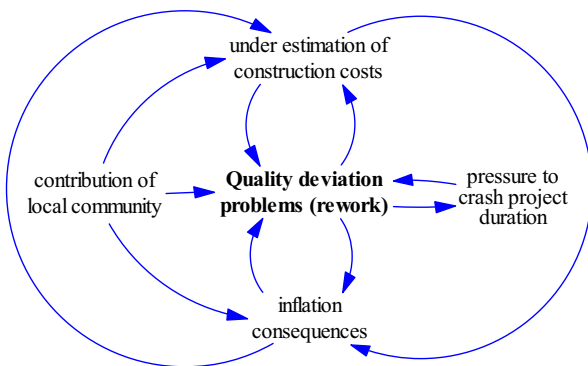 under estimation of
construction costs
contribution of
local community
Quality deviation
problems (rework)
pressure to
crash project
duration
inflation
consequences